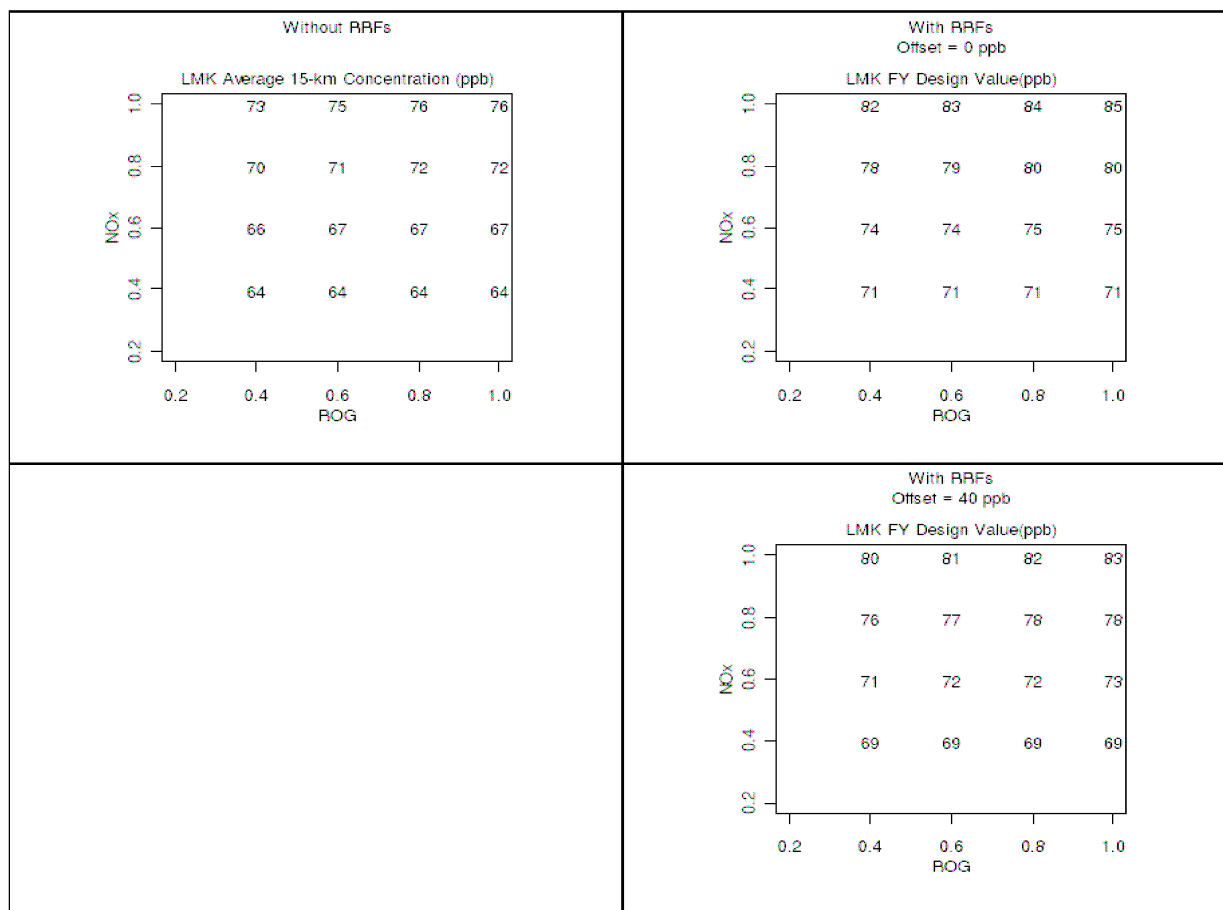 Without RRFs
LMK Average 15-km Concentration (ppb)
1.0 73 75 76 76
0.8 70 71 72 72
NOx
0.6 66 67 67 67
0.4 64 64 64 64
0.2
0.2 0.4 0.6 0.8 1.0
ROG
With RRFs
Offset = 0 ppb
LMK FY Design Value(ppb)
1.0 82 83 84 85
0.8 78 79 80 80
NOx
0.6 74 74 75 75
0.4 71 71 71 71
0.2
0.2 0.4 0.6 0.8 1.0
ROG
With RRFs
Offset = 40 ppb
LMK FY Design Value(ppb)
1.0 80 81 82 83
0.8 76 77 78 78
NOx
0.6 71 72 72 73
0.4 69 69 69 69
0.2
0.2 0.4 0.6 0.8 1.0
ROG